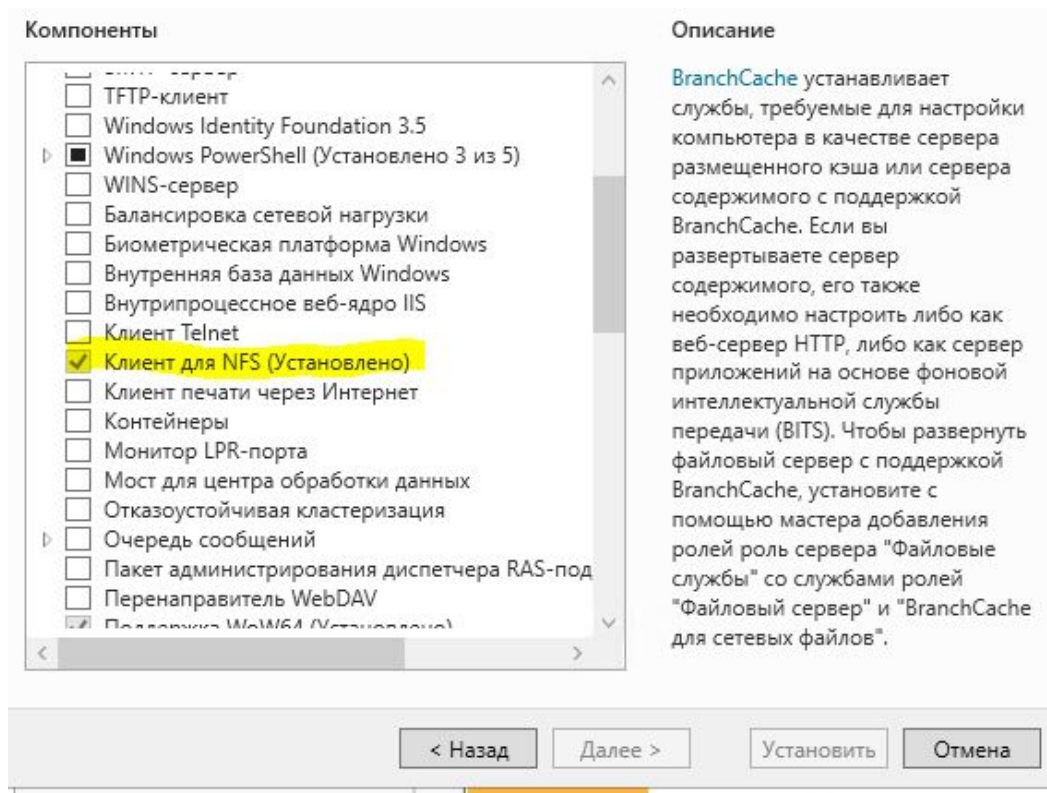 Компоненты
TFTP-клиент
Windows Identity Foundation 3.5
Windows PowerShell (Установлено 3 из 5)
WINS-сервер
Балансировка сетевой нагрузки
Биометрическая платформа Windows
Внутренняя база данных Windows
Внутрипроцессное веб-ядро IIS
Клиент Telnet
Клиент для NFS (Установлено)
Клиент печати через Интернет
Контейнеры
Монитор LPR-порта
Мост для центра обработки данных
Отказоустойчивая кластеризация
Очередь сообщений
Пакет администрирования диспетчера RAS-под
Перенаправитель WebDAV
Поддержка WoW64 (Установлено)
Описание
BranchCache устанавливает
службы, требуемые для настройки
компьютера в качестве сервера
размещенного кэша или сервера
содержимого с поддержкой
BranchCache. Если вы
развертываете сервер
содержимого, его также
необходимо настроить либо как
веб-сервер HTTP, либо как сервер
приложений на основе фоновой
интеллектуальной службы
передачи (BITS). Чтобы развернуть
файловый сервер с поддержкой
BranchCache, установите с
помощью мастера добавления
ролей роль сервера "Файловые
службы" со службами ролей
"Файловый сервер" и "BranchCache
для сетевых файлов".
< Назад
Далее >
Установить
Отмена